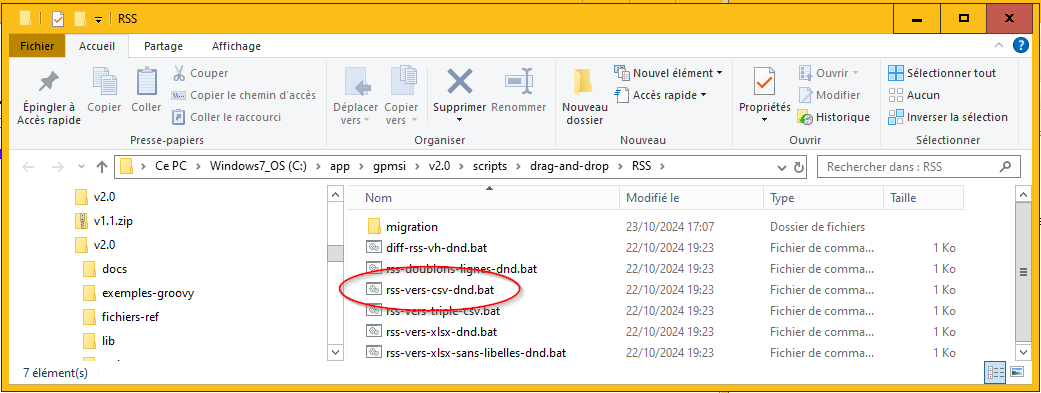 RSS
Fichier Accueil Partage Affichage
Épingler à Accès rapide
Copier
Coller
Couper
Copier le chemin d'accès
Coller le raccourci
Presse-papiers
Déplacer vers
Copier vers
Supprimer
Renommer
Organiser
Nouveau dossier
Nouvel élément
Accès rapide
Nouveau
Propriétés
Ouvrir
Modifier
Historique
Ouvrir
Sélectionner tout
Aucun
Inverser la sélection
Sélectionner
Ce PC > Windows7_OS (C:) > app > gpmsi > v2.0 > scripts > drag-and-drop > RSS >
Rechercher dans : RSS
v2.0
v1.1.zip
v2.0
docs
exemples-groovy
fichiers-ref
lib
Nom Modifié le Type Taille
migration 23/10/2024 17:07 Dossier de fichiers
diff-rss-vh-dnd.bat 22/10/2024 19:23 Fichier de comma... 1 Ko
rss-doublons-lignes-dnd.bat 22/10/2024 19:23 Fichier de comma... 1 Ko
rss-vers-csv-dnd.bat 22/10/2024 19:23 Fichier de comma... 1 Ko
rss-vers-triple-csv.bat 22/10/2024 19:23 Fichier de comma... 1 Ko
rss-vers-xlsx-dnd.bat 22/10/2024 19:23 Fichier de comma... 1 Ko
rss-vers-xlsx-sans-libelles-dnd.bat 22/10/2024 19:23 Fichier de comma... 1 Ko
7 élément(s)